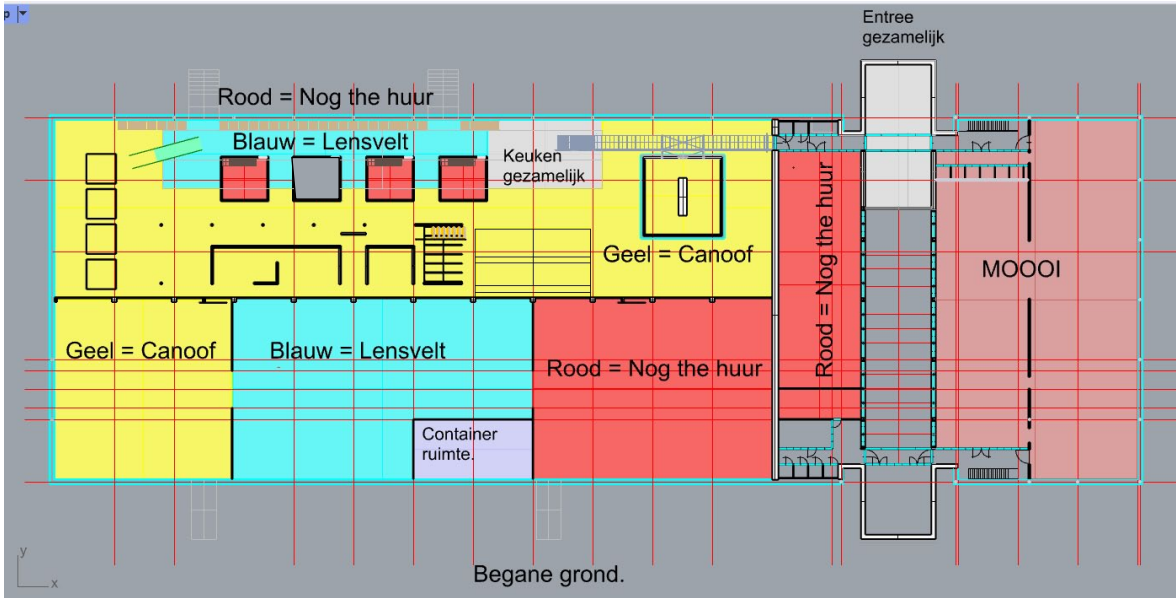 p
Entree
gezamelijk
Rood = Nog the huur
Blauw = Lensvelt
Keuken
gezamelijk
Geel = Canoof
Rood = Nog the huur
MOOOI
Geel = Canoof
Blauw = Lensvelt
Rood = Nog the huur
Container
ruimte.
y
x
Begane grond.